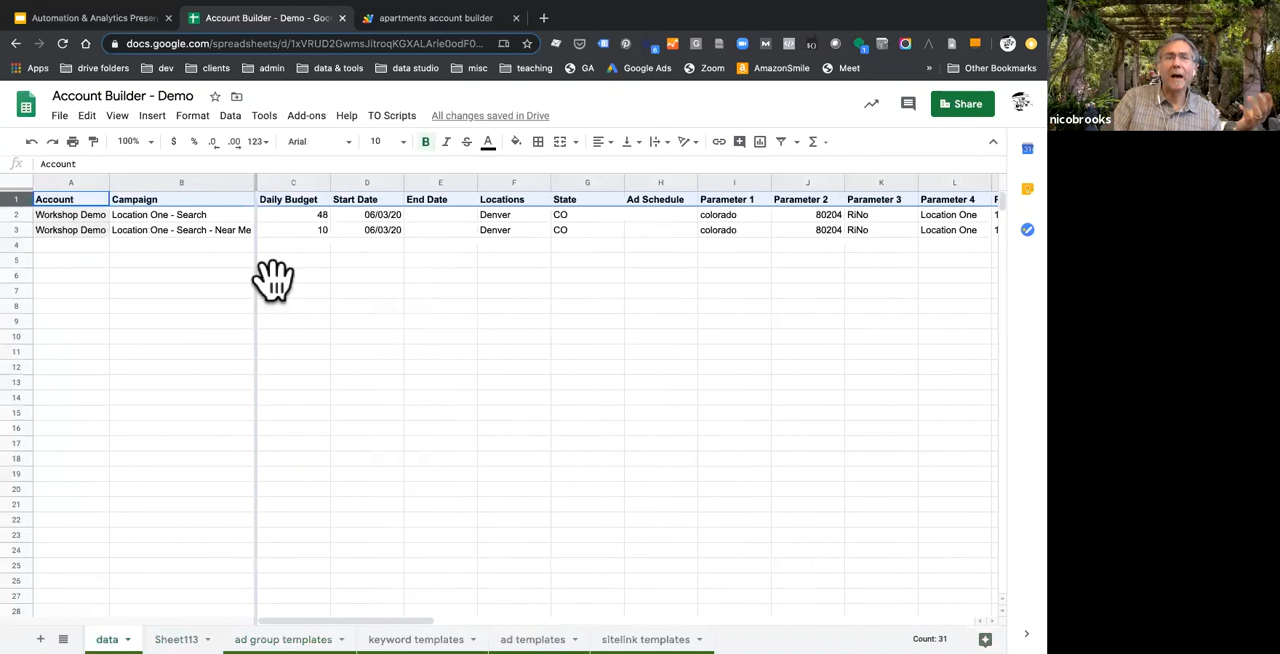 Automation & Analytics Presen
Account Builder - Demo - Goo
apartments account builder
docs.google.com/spreadsheets/d/1xVRUD2GwmsJitroqKGXALArie0odF0...
Apps
drive folders
dev
clients
admin
data & tools
data studio
misc
teaching
GA
Google Ads
Zoom
AmazonSmile
Meet
»
Other Bookmarks
nicobrooks
Account Builder - Demo
File Edit View Insert Format Data Tools Add-ons Help TO Scripts All changes saved in Drive
Share
100% $ % .0 .00 123 Arial 10 B I S A
fx Account
A B C D E F G H I J K L
1 Account Campaign Daily Budget Start Date End Date Locations State Ad Schedule Parameter 1 Parameter 2 Parameter 3 Parameter 4 P
2 Workshop Demo Location One - Search 48 06/03/20 Denver CO colorado 80204 RiNo Location One 1
3 Workshop Demo Location One - Search - Near Me 10 06/03/20 Denver CO colorado 80204 RiNo Location One 1
4
5
6
7
8
9
10
11
12
13
14
15
16
17
18
19
20
21
22
23
24
25
26
27
28
data Sheet113 ad group templates keyword templates ad templates sitelink templates Count: 31